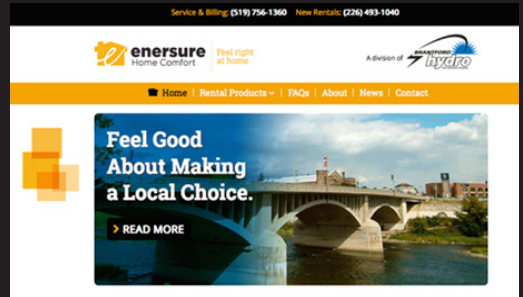 Service & Billing: (519) 756-1360 New Rentals: (226) 493-1040
enersure
Home Comfort
Feel right
at home
A division of
BRANTFORD
hydro
Home | Rental Products | FAQs | About | News | Contact
Feel Good
About Making
a Local Choice.
> READ MORE